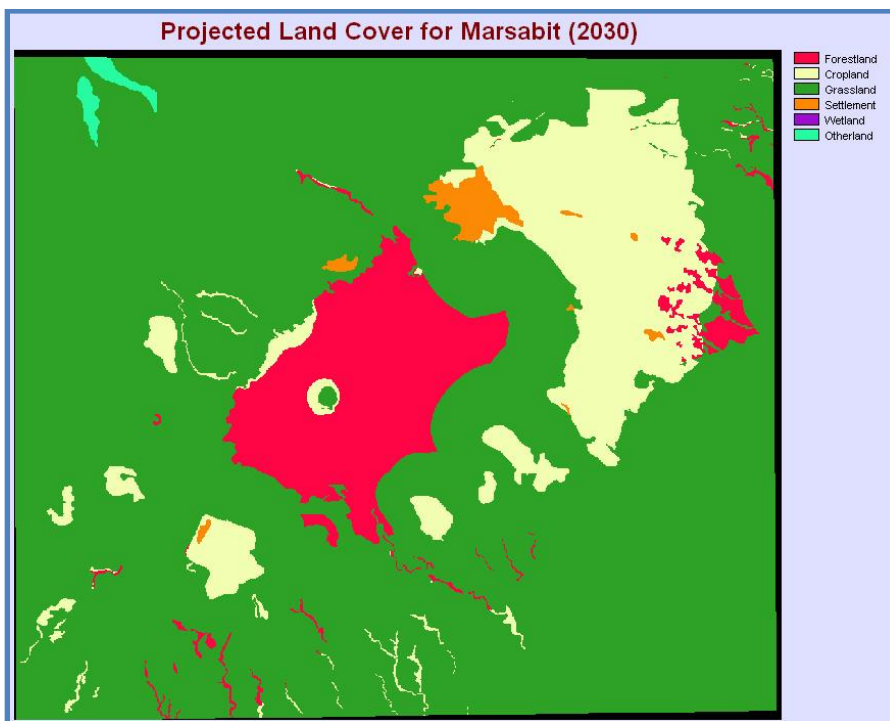 Projected Land Cover for Marsabit (2030)
Forestland
Cropland
Grassland
Settlement
Wetland
Otherland